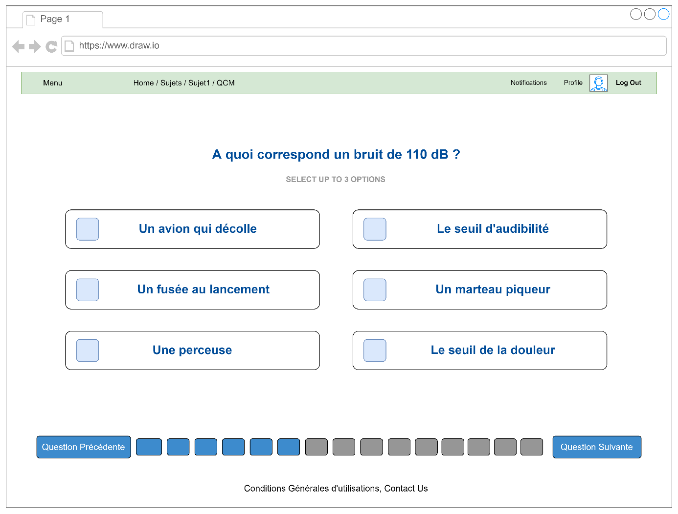 Page 1
https://www.draw.io
Menu Home / Sujets / Sujet1 / QCM Notifications Profile Log Out
A quoi correspond un bruit de 110 dB ?
SELECT UP TO 3 OPTIONS
Un avion qui décolle Le seuil d'audibilité
Un fusée au lancement Un marteau piqueur
Une perceuse Le seuil de la douleur
Question Précédente Question Suivante
Conditions Générales d'utilisations, Contact Us